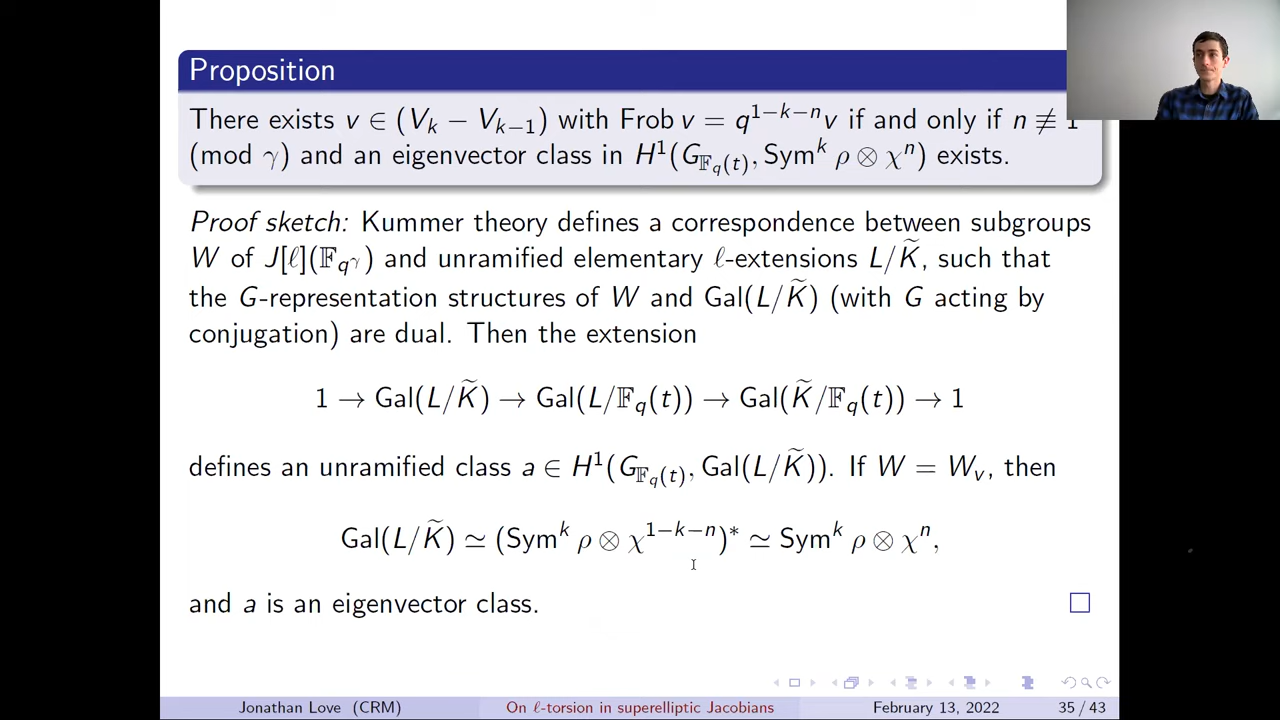 Proposition
There exists v ∈ (V_k − V_{k−1}) with Frob v = q^{1−k−n}v if and only if n ≢ 1
(mod γ) and an eigenvector class in H¹(G_{𝔽_q(t)}, Sym^k ρ ⊗ χ^n) exists.
Proof sketch: Kummer theory defines a correspondence between subgroups
W of J[ℓ](𝔽_{q^γ}) and unramified elementary ℓ-extensions L/K̃, such that
the G-representation structures of W and Gal(L/K̃) (with G acting by
conjugation) are dual. Then the extension
1 → Gal(L/K̃) → Gal(L/𝔽_q(t)) → Gal(K̃/𝔽_q(t)) → 1
defines an unramified class a ∈ H¹(G_{𝔽_q(t)}, Gal(L/K̃)). If W = W_v, then
Gal(L/K̃) ≃ (Sym^k ρ ⊗ χ^{1−k−n})* ≃ Sym^k ρ ⊗ χ^n,
and a is an eigenvector class. □
Jonathan Love (CRM) On ℓ-torsion in superelliptic Jacobians February 13, 2022 35 / 43